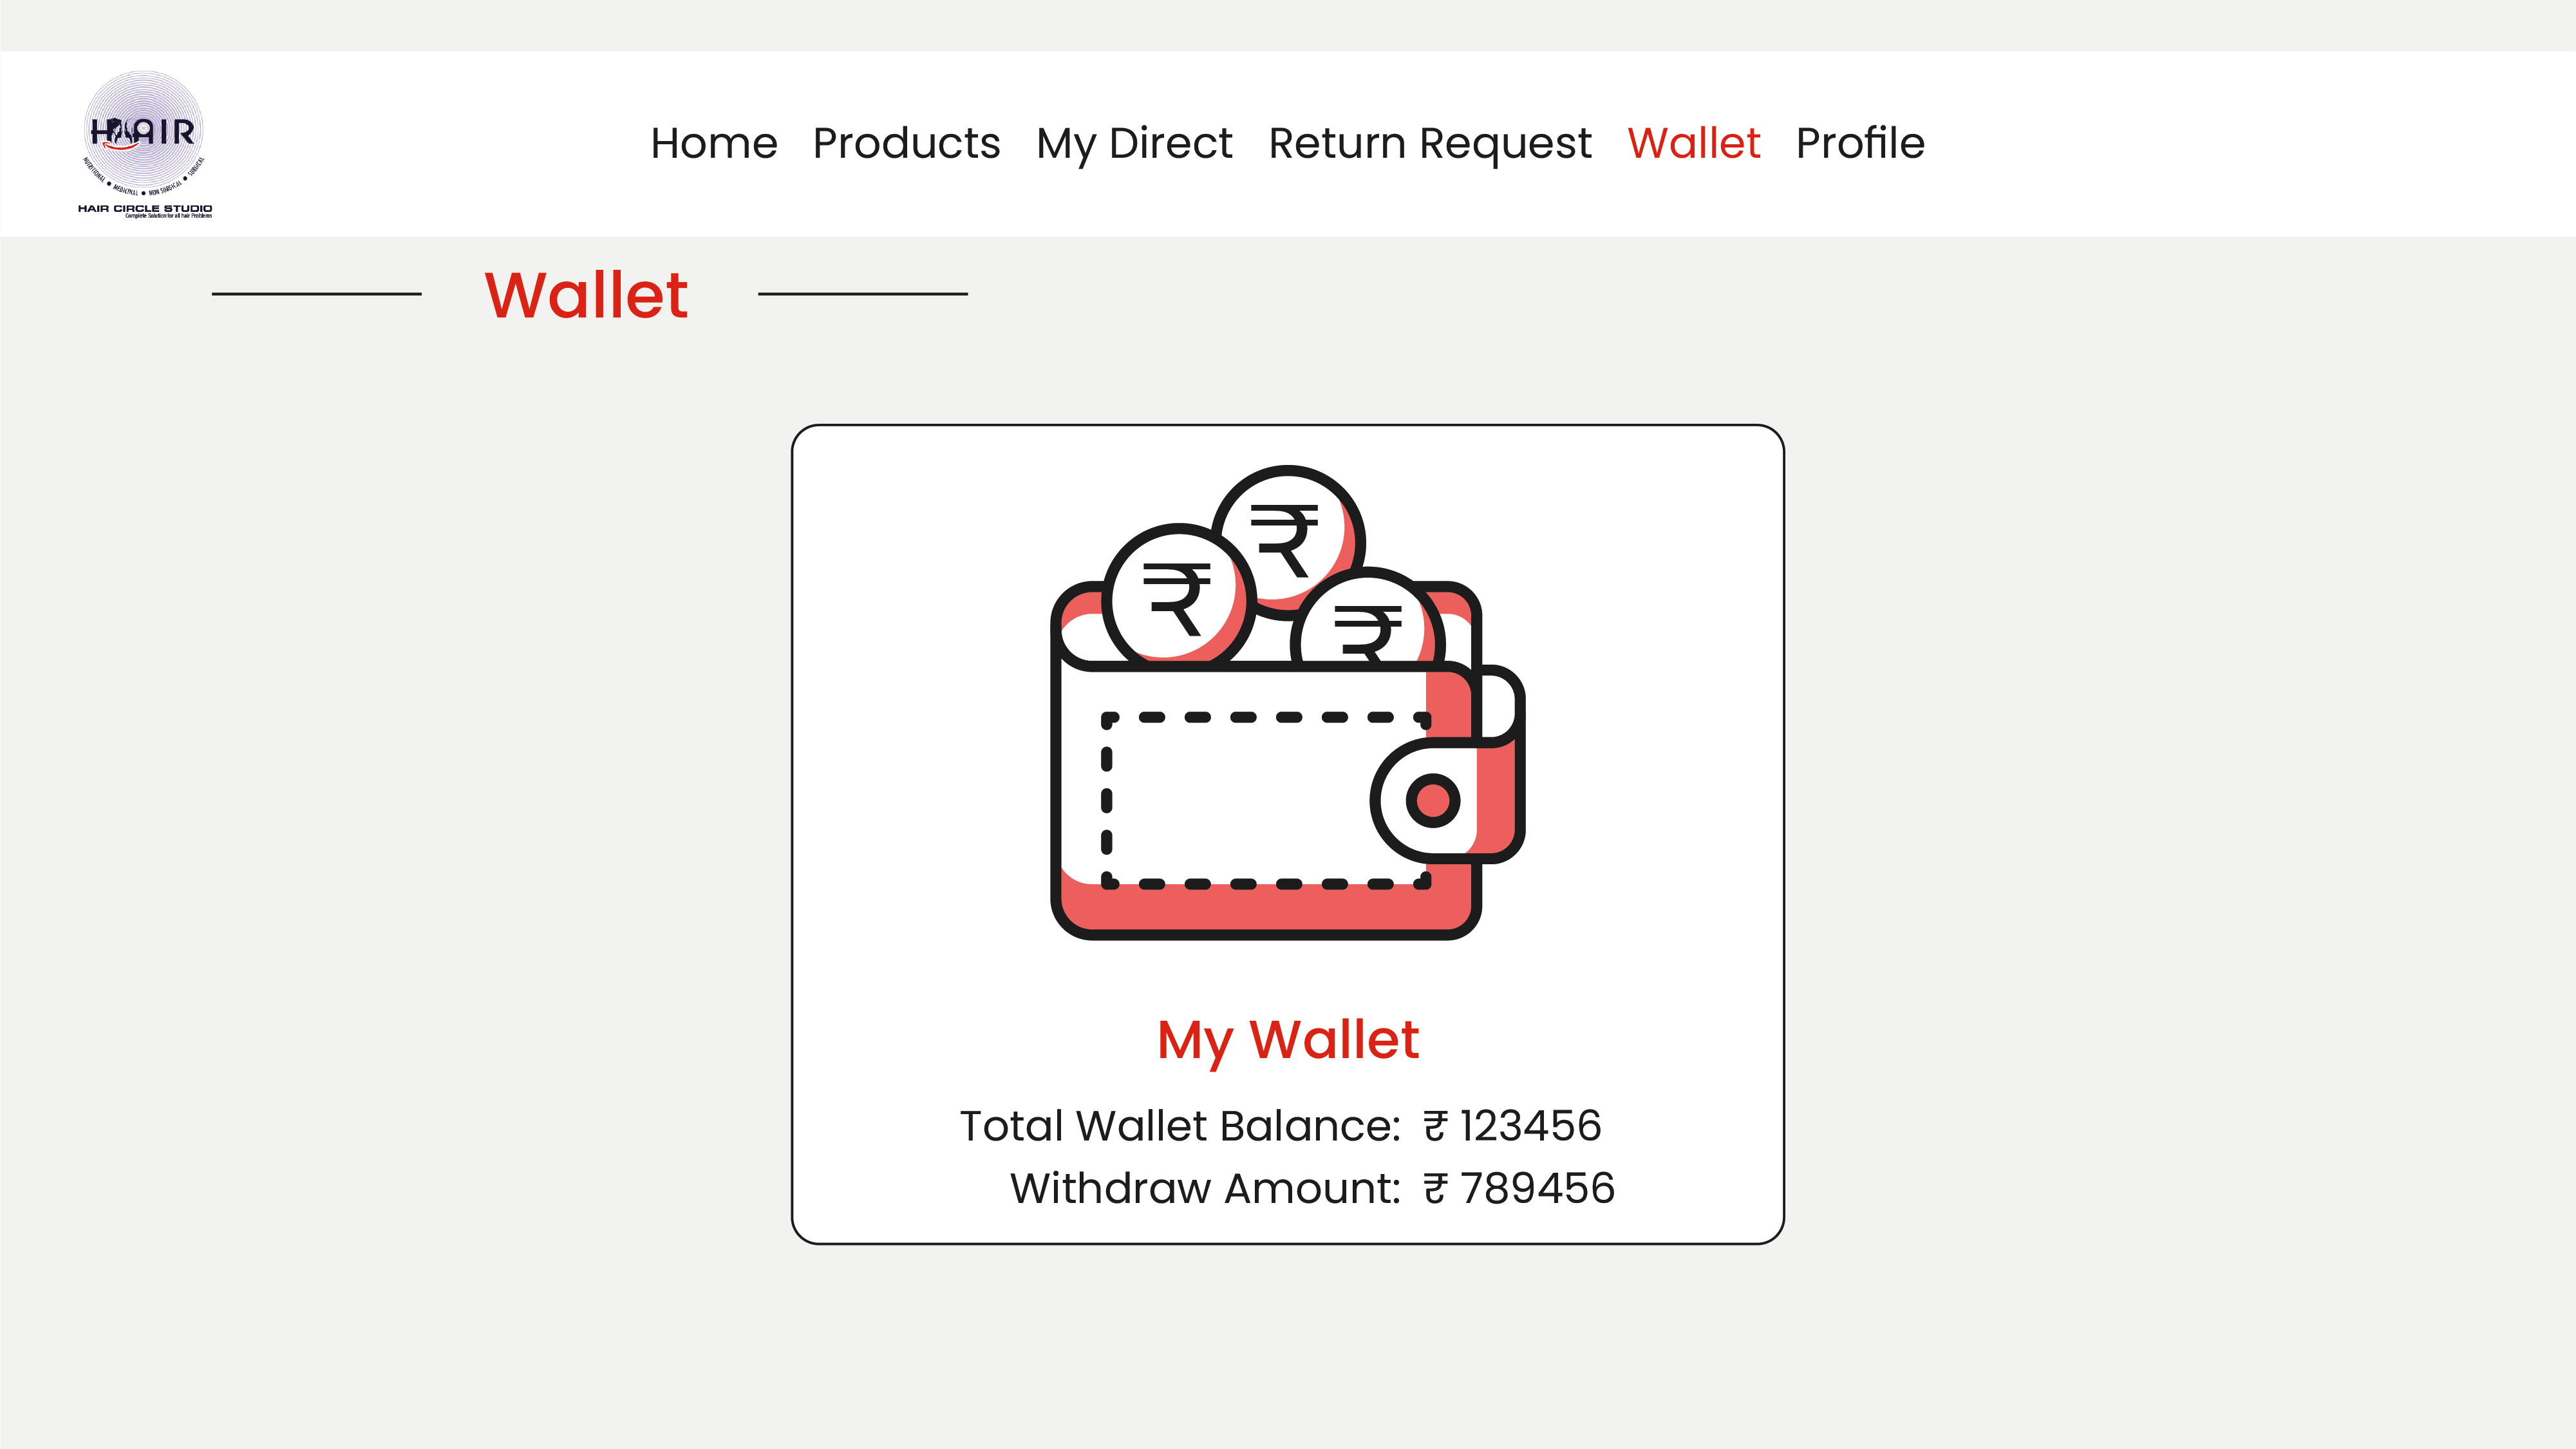 HAIR
NUTRITIONAL • MEDICINAL • NON SURGICAL • SURGICAL
HAIR CIRCLE STUDIO
Complete Solution for all hair Problems
Home Products My Direct Return Request Wallet Profile
Wallet
₹
₹
₹
My Wallet
Total Wallet Balance: ₹ 123456
Withdraw Amount: ₹ 789456